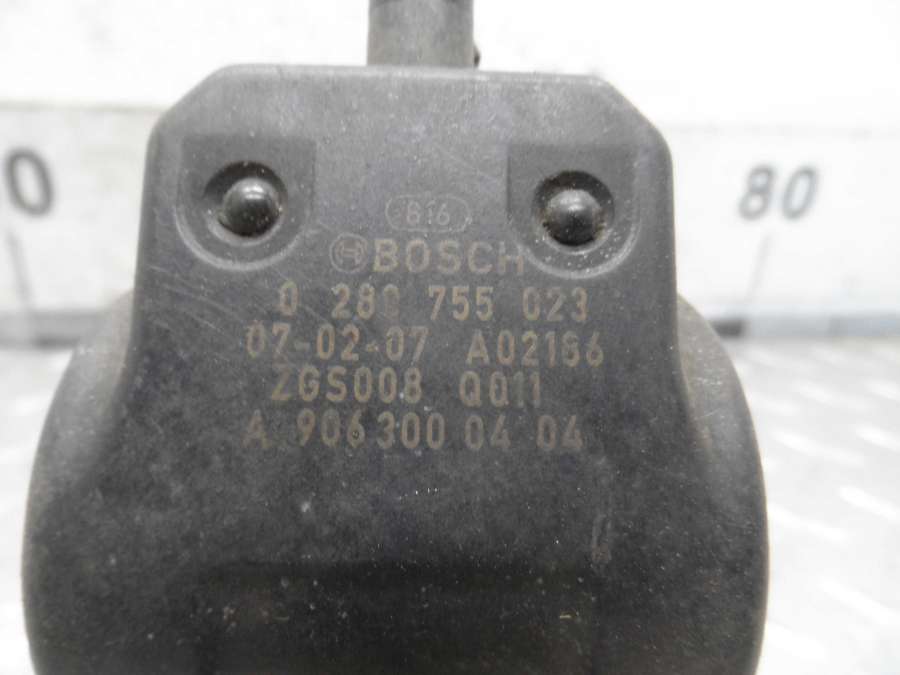 816
BOSCH
0 280 755 023
07-02-07 A02186
ZGS008 Q011
A 906 300 04 04
80